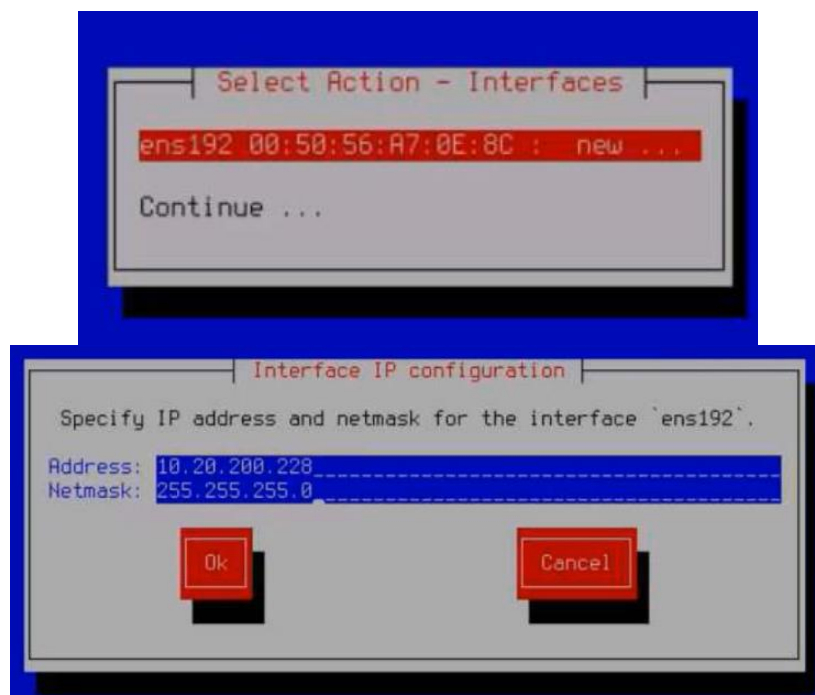 Select Action - Interfaces
ens192 00:50:56:A7:0E:8C : new ...
Continue ...
Interface IP configuration
Specify IP address and netmask for the interface `ens192`.
Address: 10.20.200.228
Netmask: 255.255.255.0
Ok Cancel